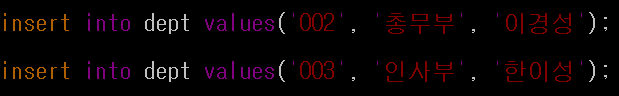 insert into dept values('002', '총무부', '이경성');
insert into dept values('003', '인사부', '한이성');